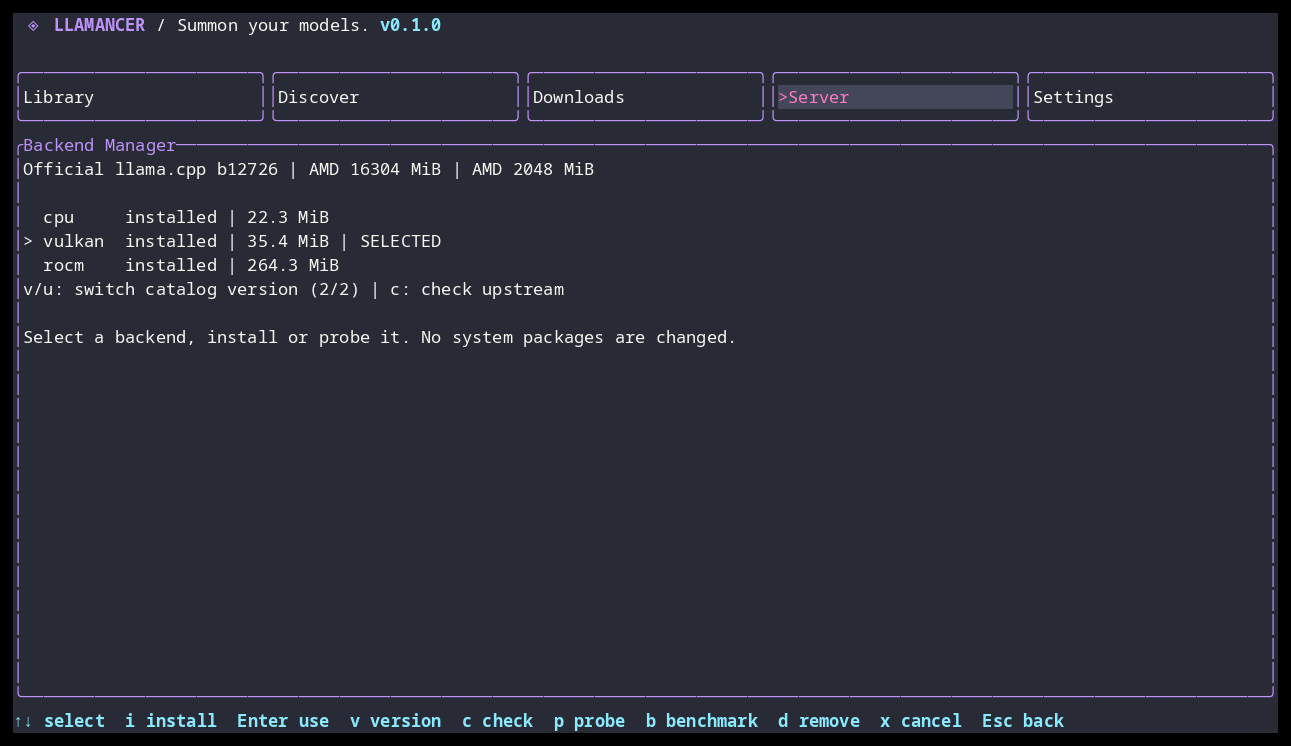 ◈ LLAMANCER / Summon your models. v0.1.0
Library Discover Downloads >Server Settings
Backend Manager
Official llama.cpp b12726 | AMD 16304 MiB | AMD 2048 MiB
cpu installed | 22.3 MiB
> vulkan installed | 35.4 MiB | SELECTED
rocm installed | 264.3 MiB
v/u: switch catalog version (2/2) | c: check upstream
Select a backend, install or probe it. No system packages are changed.
↑↓ select i install Enter use v version c check p probe b benchmark d remove x cancel Esc back